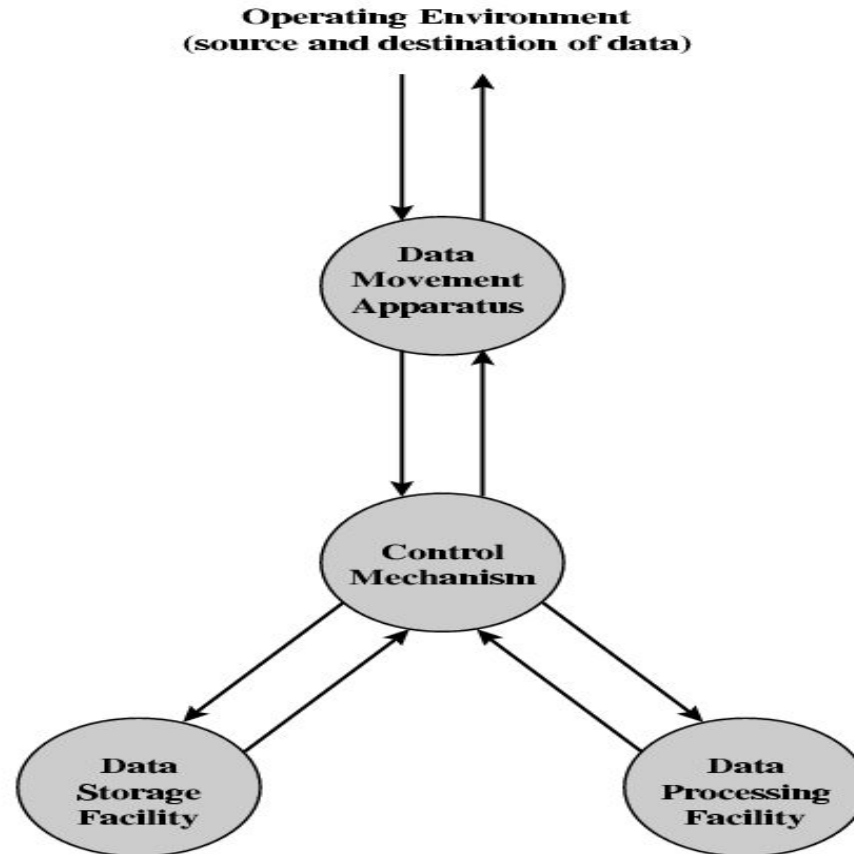 Operating Environment
(source and destination of data)
Data
Movement
Apparatus
Control
Mechanism
Data
Storage
Facility
Data
Processing
Facility